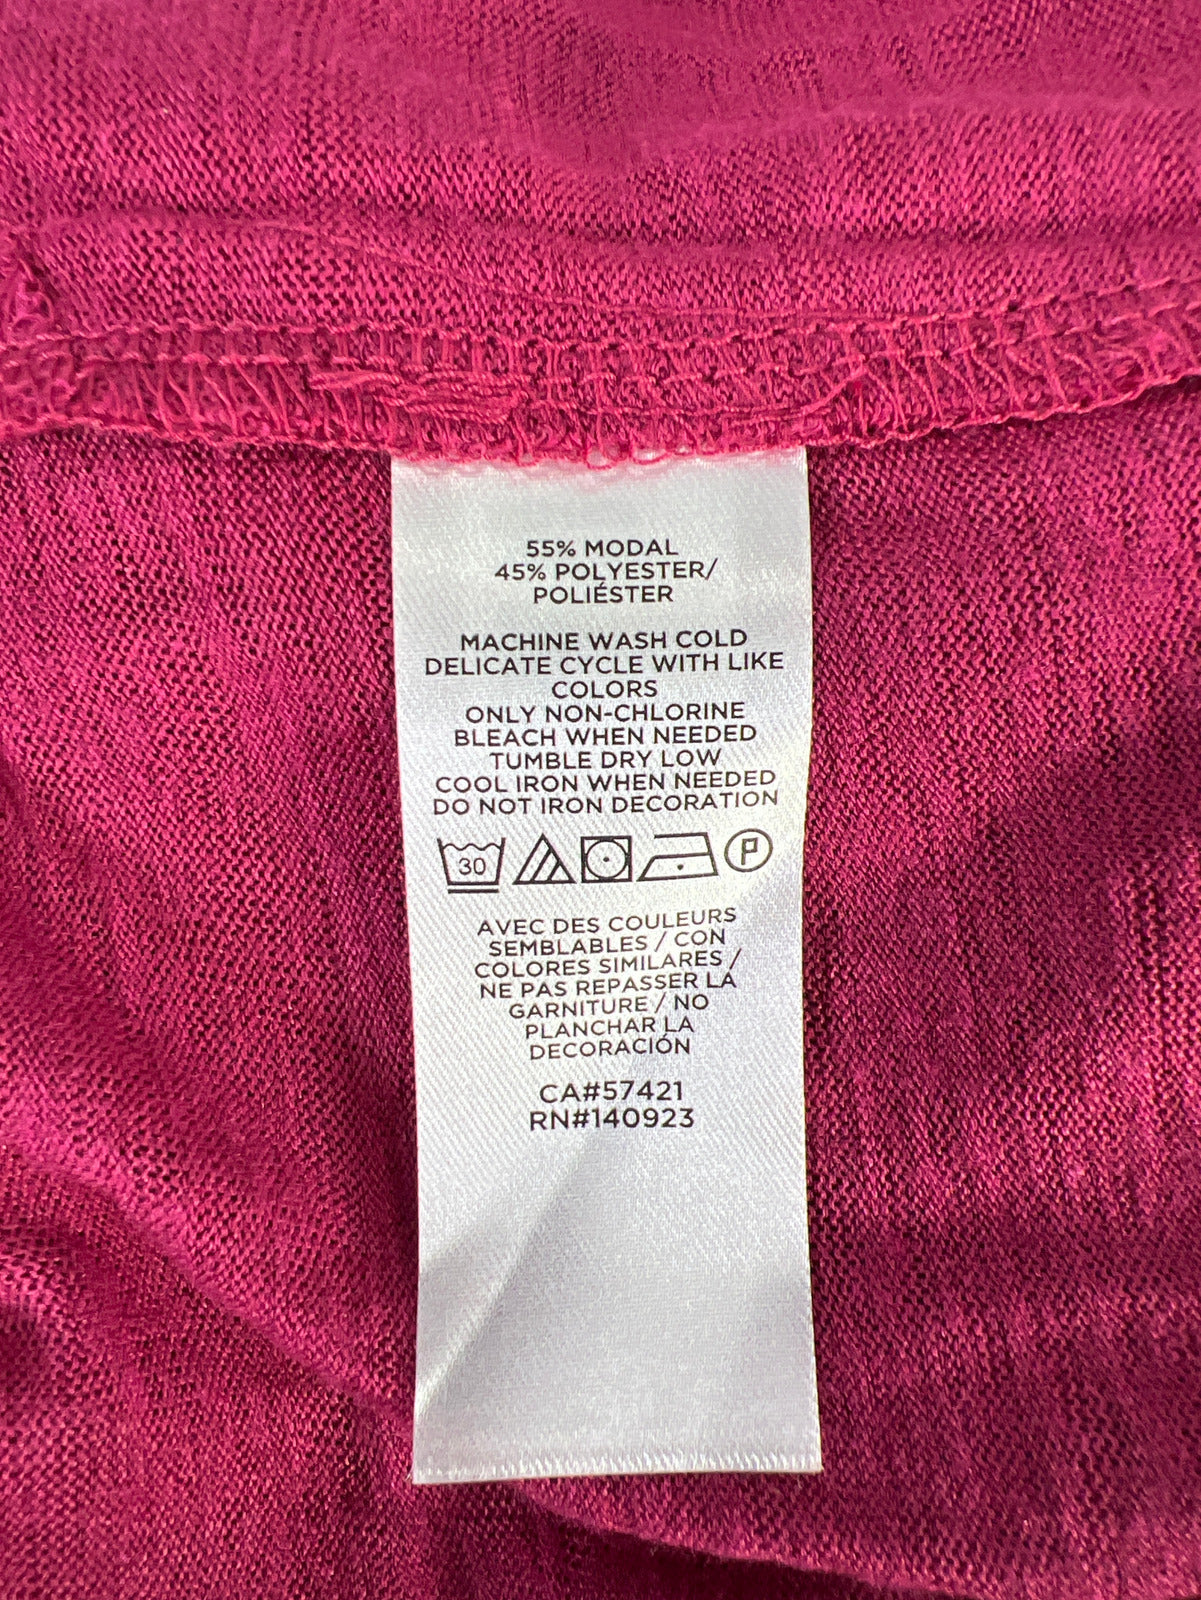 55% MODAL
45% POLYESTER/
POLIÉSTER
MACHINE WASH COLD
DELICATE CYCLE WITH LIKE
COLORS
ONLY NON-CHLORINE
BLEACH WHEN NEEDED
TUMBLE DRY LOW
COOL IRON WHEN NEEDED
DO NOT IRON DECORATION
30 P
AVEC DES COULEURS
SEMBLABLES / CON
COLORES SIMILARES /
NE PAS REPASSER LA
GARNITURE / NO
PLANCHAR LA
DECORACIÓN
CA#57421
RN#140923